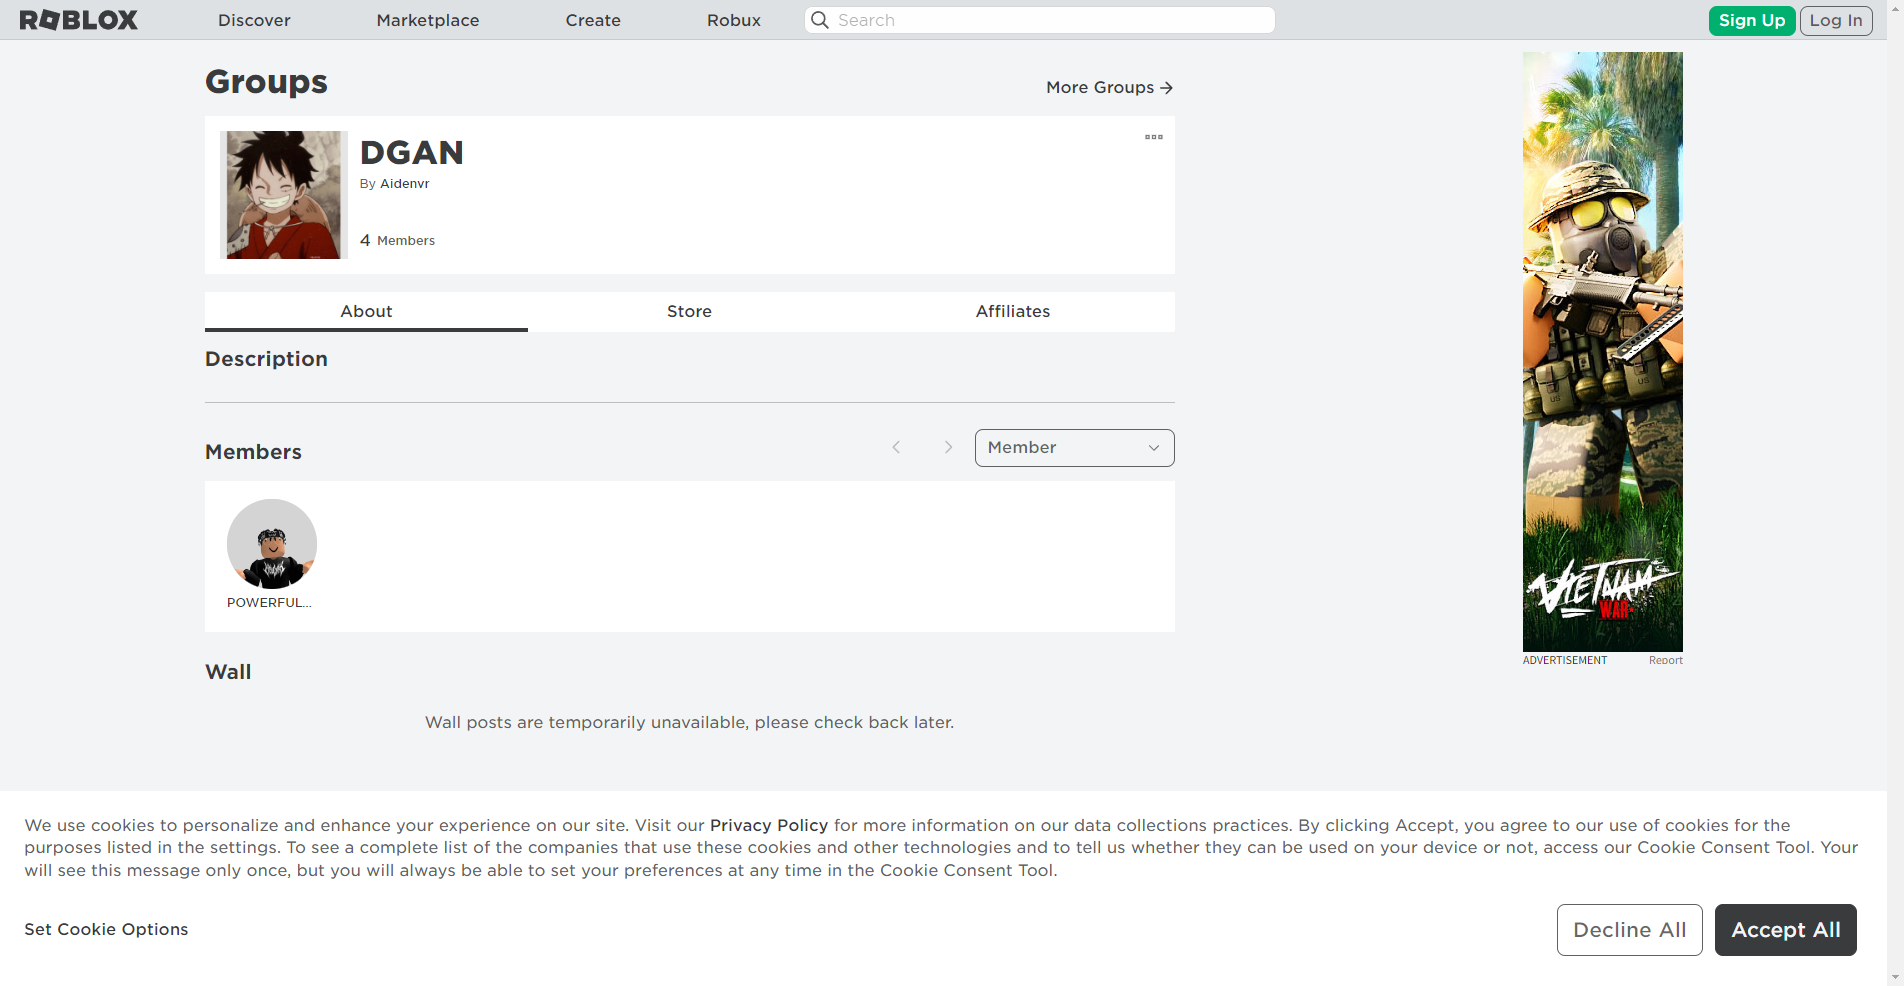 ROBLOX
Discover
Marketplace
Create
Robux
Search
Sign Up
Log In
Groups
More Groups
DGAN
By Aidenvr
4 Members
About
Store
Affiliates
Description
Members
Member
POWERFUL...
Wall
Wall posts are temporarily unavailable, please check back later.
US
US
VIETNAM
WAR
ADVERTISEMENT
Report
We use cookies to personalize and enhance your experience on our site. Visit our Privacy Policy for more information on our data collections practices. By clicking Accept, you agree to our use of cookies for the
purposes listed in the settings. To see a complete list of the companies that use these cookies and other technologies and to tell us whether they can be used on your device or not, access our Cookie Consent Tool. Your
will see this message only once, but you will always be able to set your preferences at any time in the Cookie Consent Tool.
Set Cookie Options
Decline All
Accept All